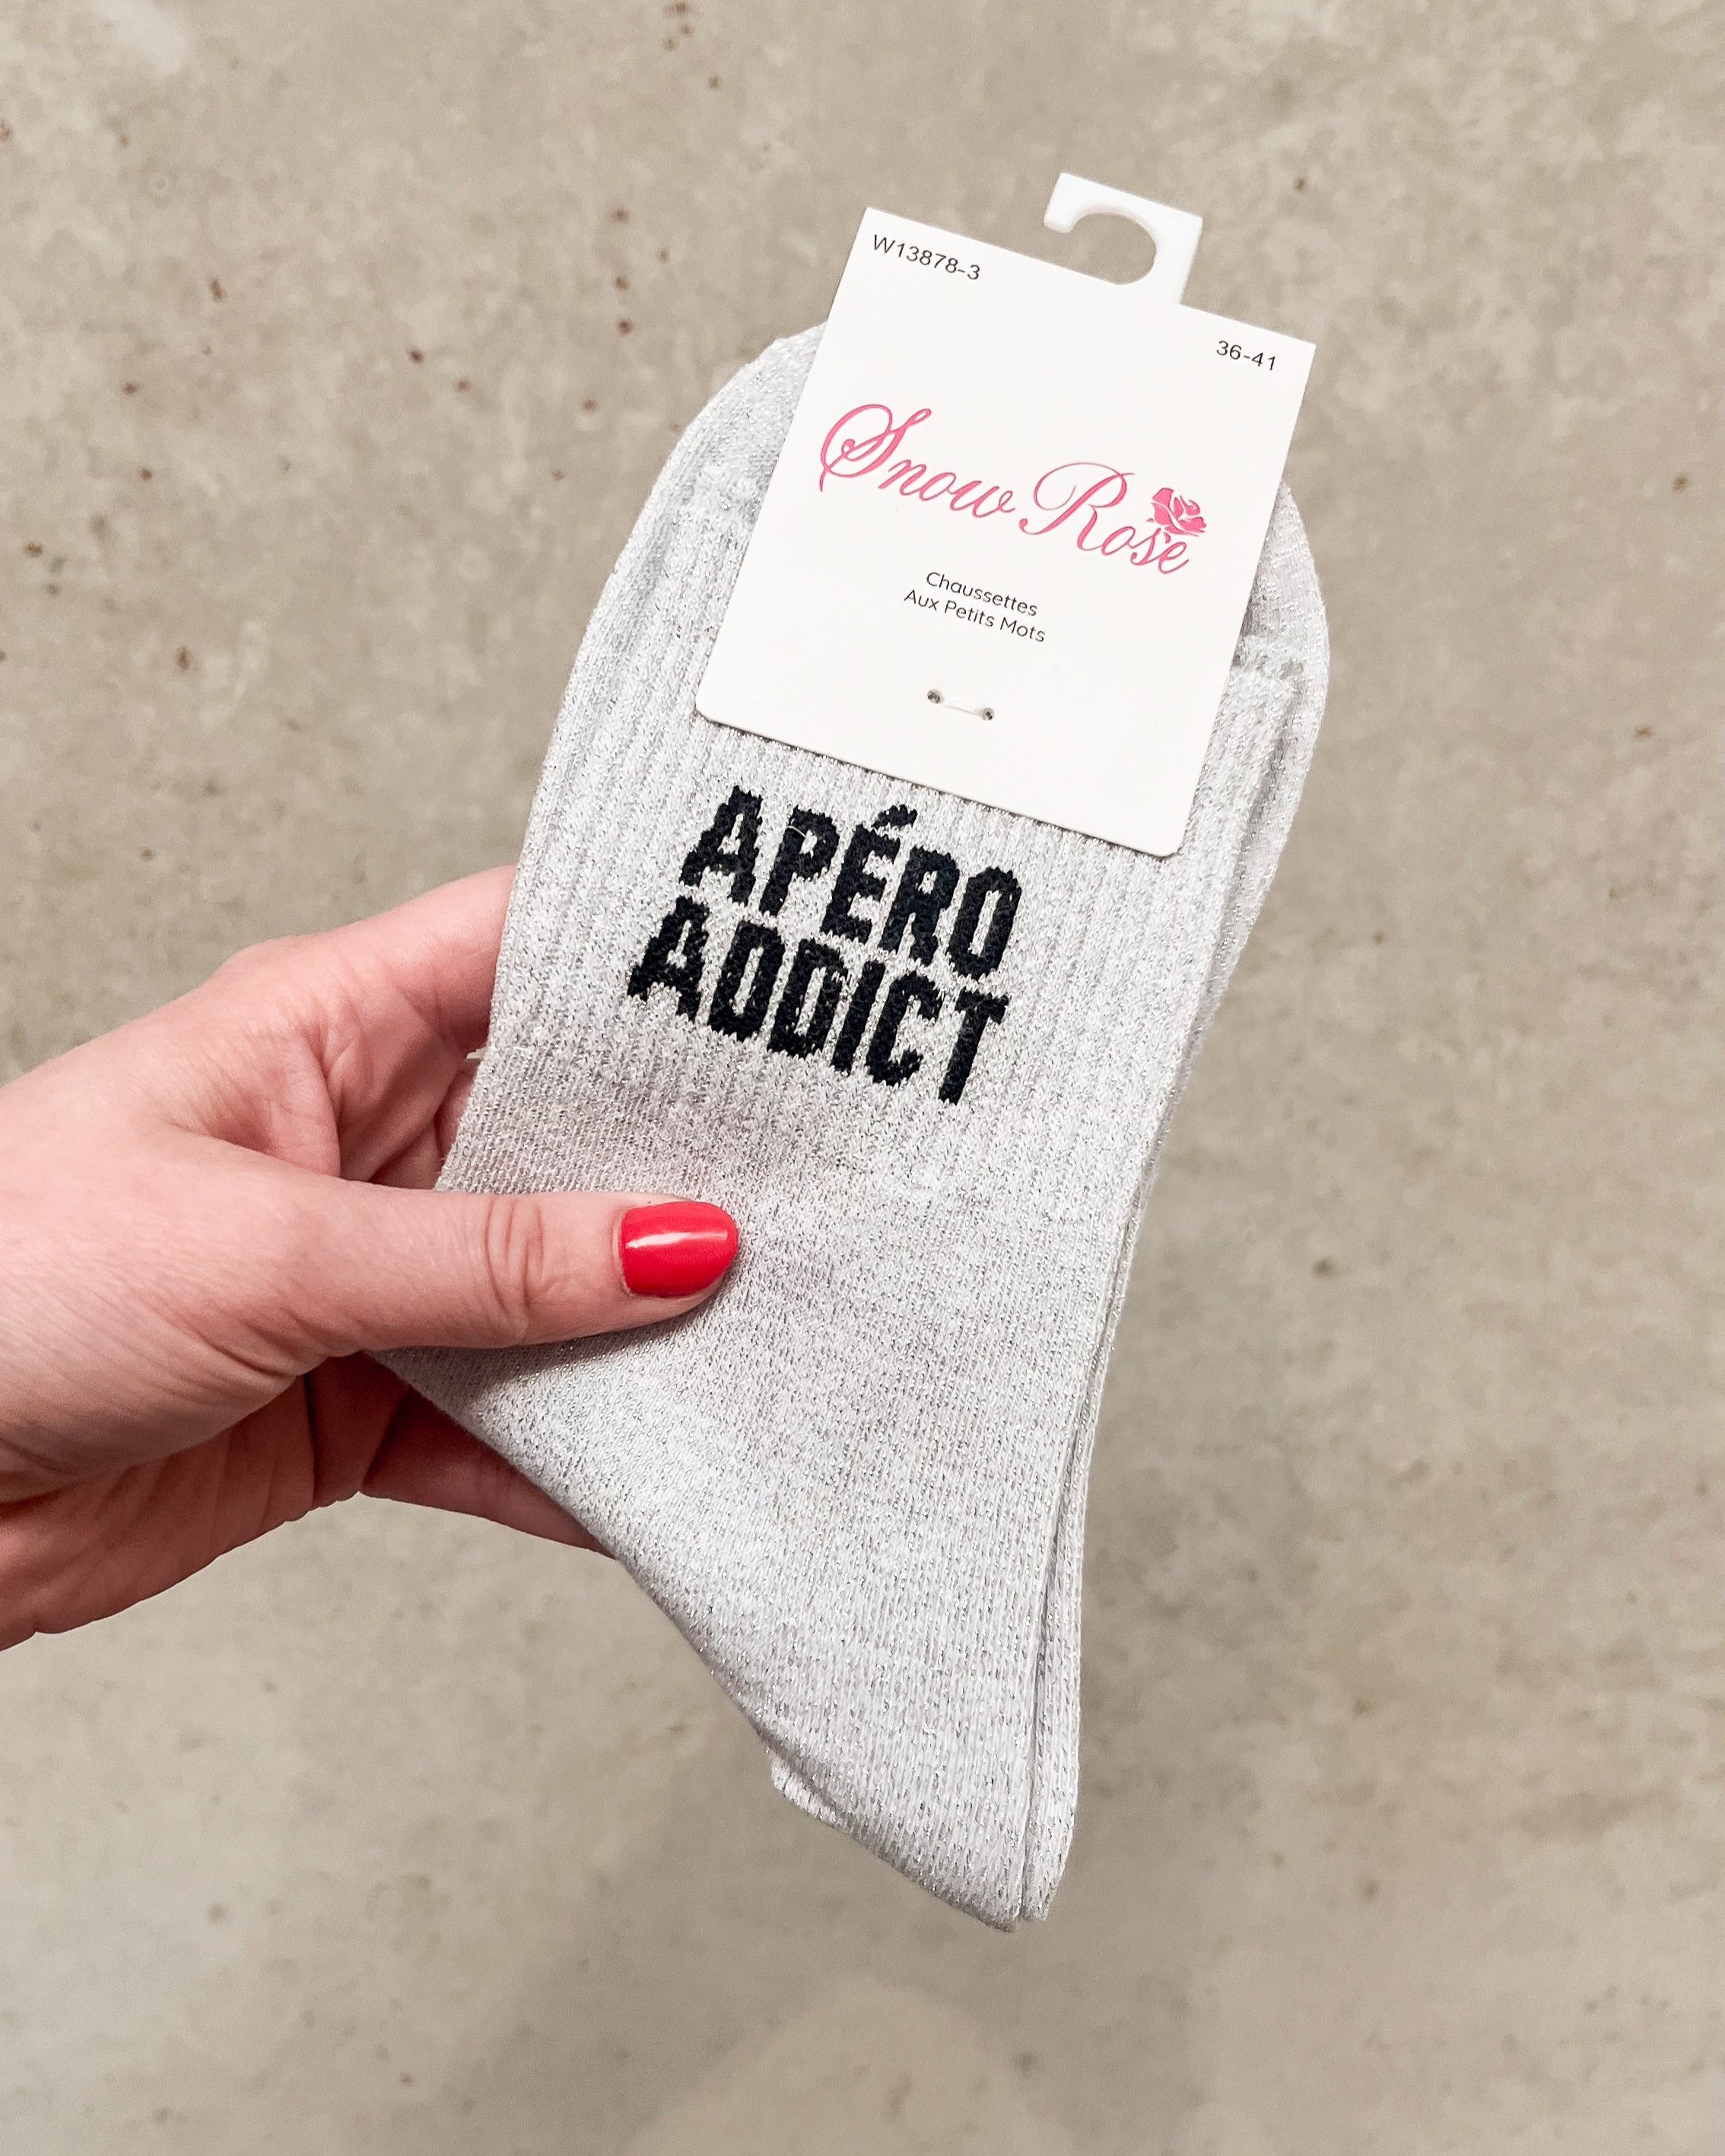 W13878-3
36-41
Snow Rose
Chaussettes
Aux Petits Mots
APÉRO
ADDICT